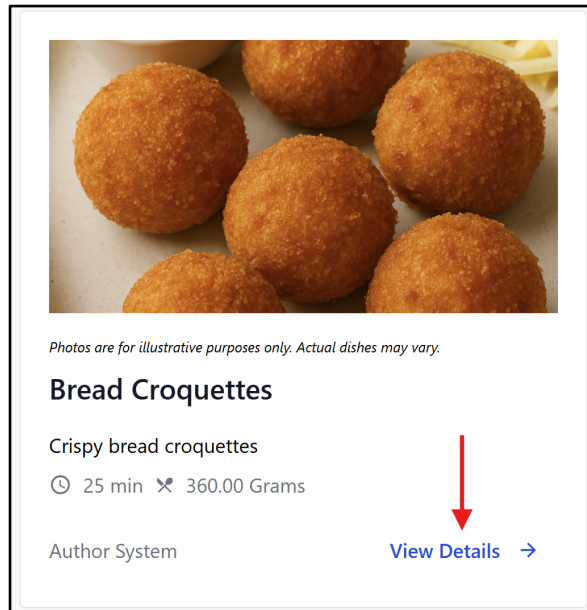 Photos are for illustrative purposes only. Actual dishes may vary.
Bread Croquettes
Crispy bread croquettes
25 min 360.00 Grams
Author System View Details